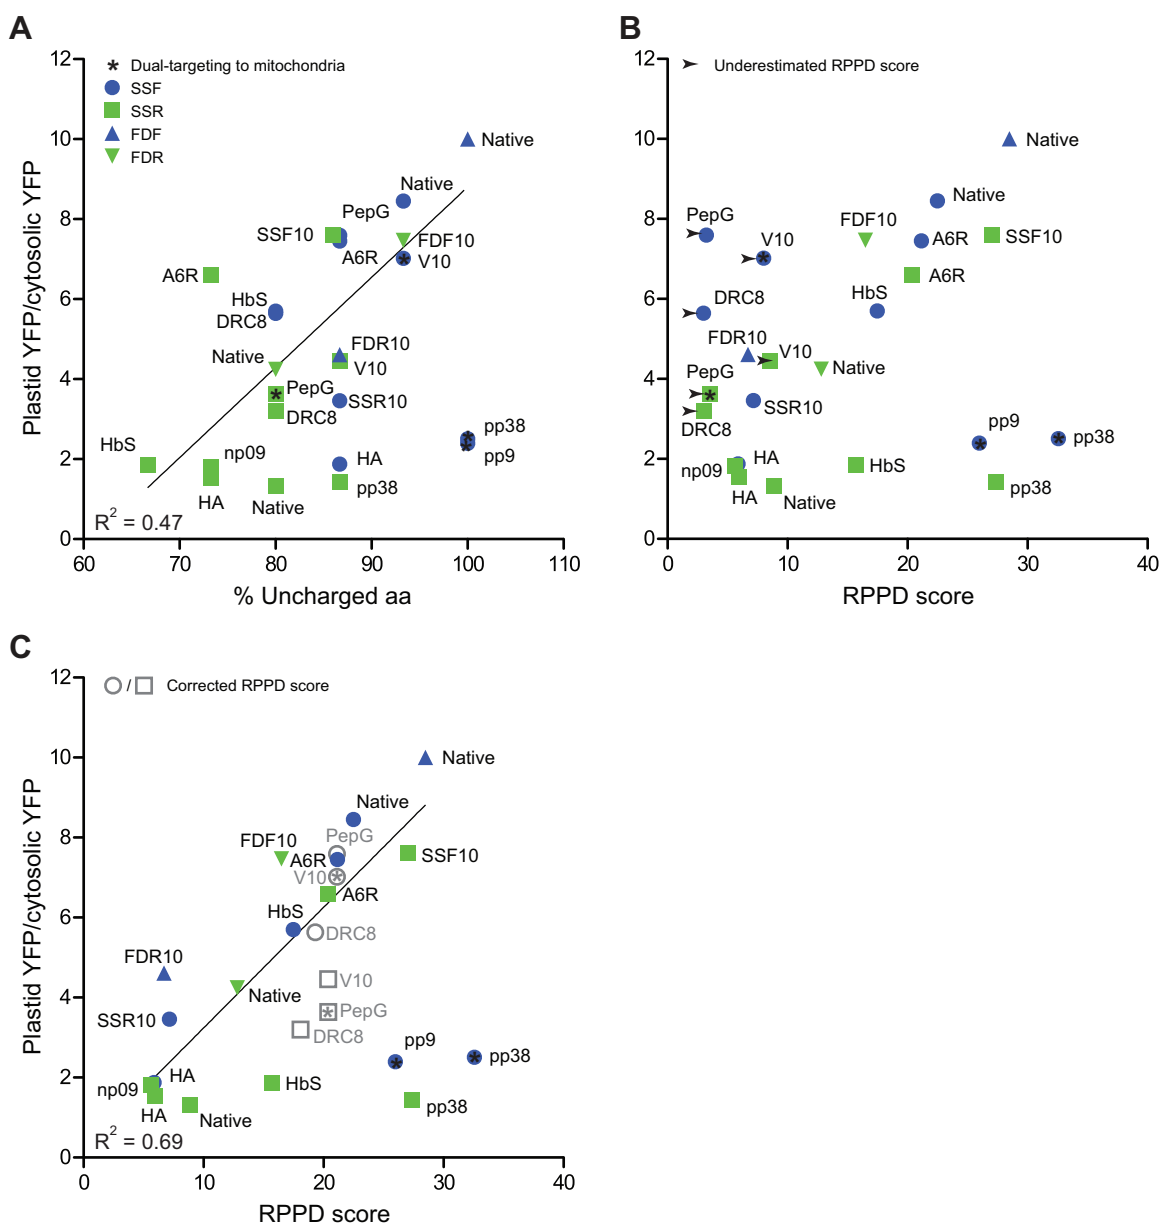 A
Plastid YFP/cytosolic YFP
12
10
8
6
4
2
0
* Dual-targeting to mitochondria
SSF
SSR
FDF
FDR
Native
Native
PepG
SSF10
A6R
FDF10
V10
A6R
HbS
DRC8
Native
FDR10
V10
PepG
DRC8
SSR10
HbS
np09
HA
HA
Native
pp38
pp38
pp9
R² = 0.47
60
70
80
90
100
110
% Uncharged aa
B
12
10
8
6
4
2
0
Underestimated RPPD score
Native
Native
PepG
V10
FDF10
A6R
SSF10
A6R
DRC8
HbS
FDR10
V10
Native
PepG
DRC8
SSR10
pp9
pp38
np09
HA
HA
Native
HbS
pp38
0
10
20
30
40
RPPD score
C
Plastid YFP/cytosolic YFP
12
10
8
6
4
2
0
/ Corrected RPPD score
Native
Native
PepG
FDF10
A6R
V10
SSF10
A6R
HbS
DRC8
FDR10
Native
V10
PepG
DRC8
SSR10
pp9
pp38
np09
HA
HA
Native
HbS
pp38
R² = 0.69
0
10
20
30
40
RPPD score